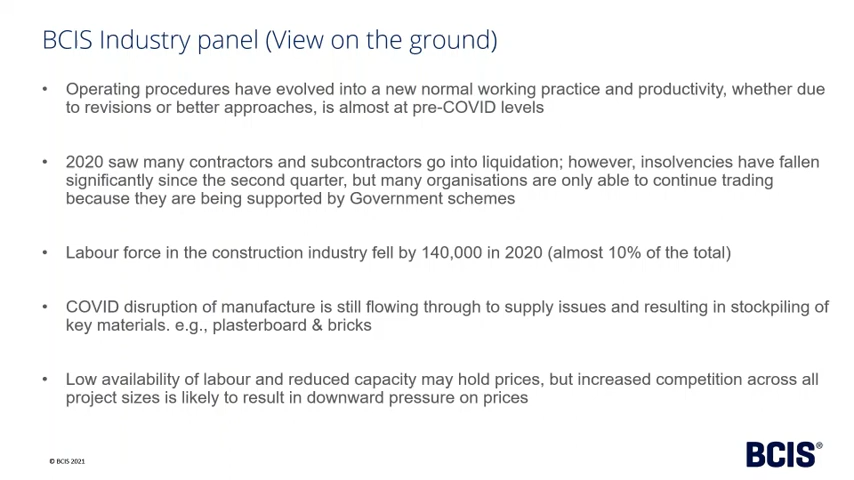 BCIS Industry panel (View on the ground)
• Operating procedures have evolved into a new normal working practice and productivity, whether due
to revisions or better approaches, is almost at pre-COVID levels
• 2020 saw many contractors and subcontractors go into liquidation; however, insolvencies have fallen
significantly since the second quarter, but many organisations are only able to continue trading
because they are being supported by Government schemes
• Labour force in the construction industry fell by 140,000 in 2020 (almost 10% of the total)
• COVID disruption of manufacture is still flowing through to supply issues and resulting in stockpiling of
key materials. e.g., plasterboard & bricks
• Low availability of labour and reduced capacity may hold prices, but increased competition across all
project sizes is likely to result in downward pressure on prices
© BCIS 2021
BCIS®